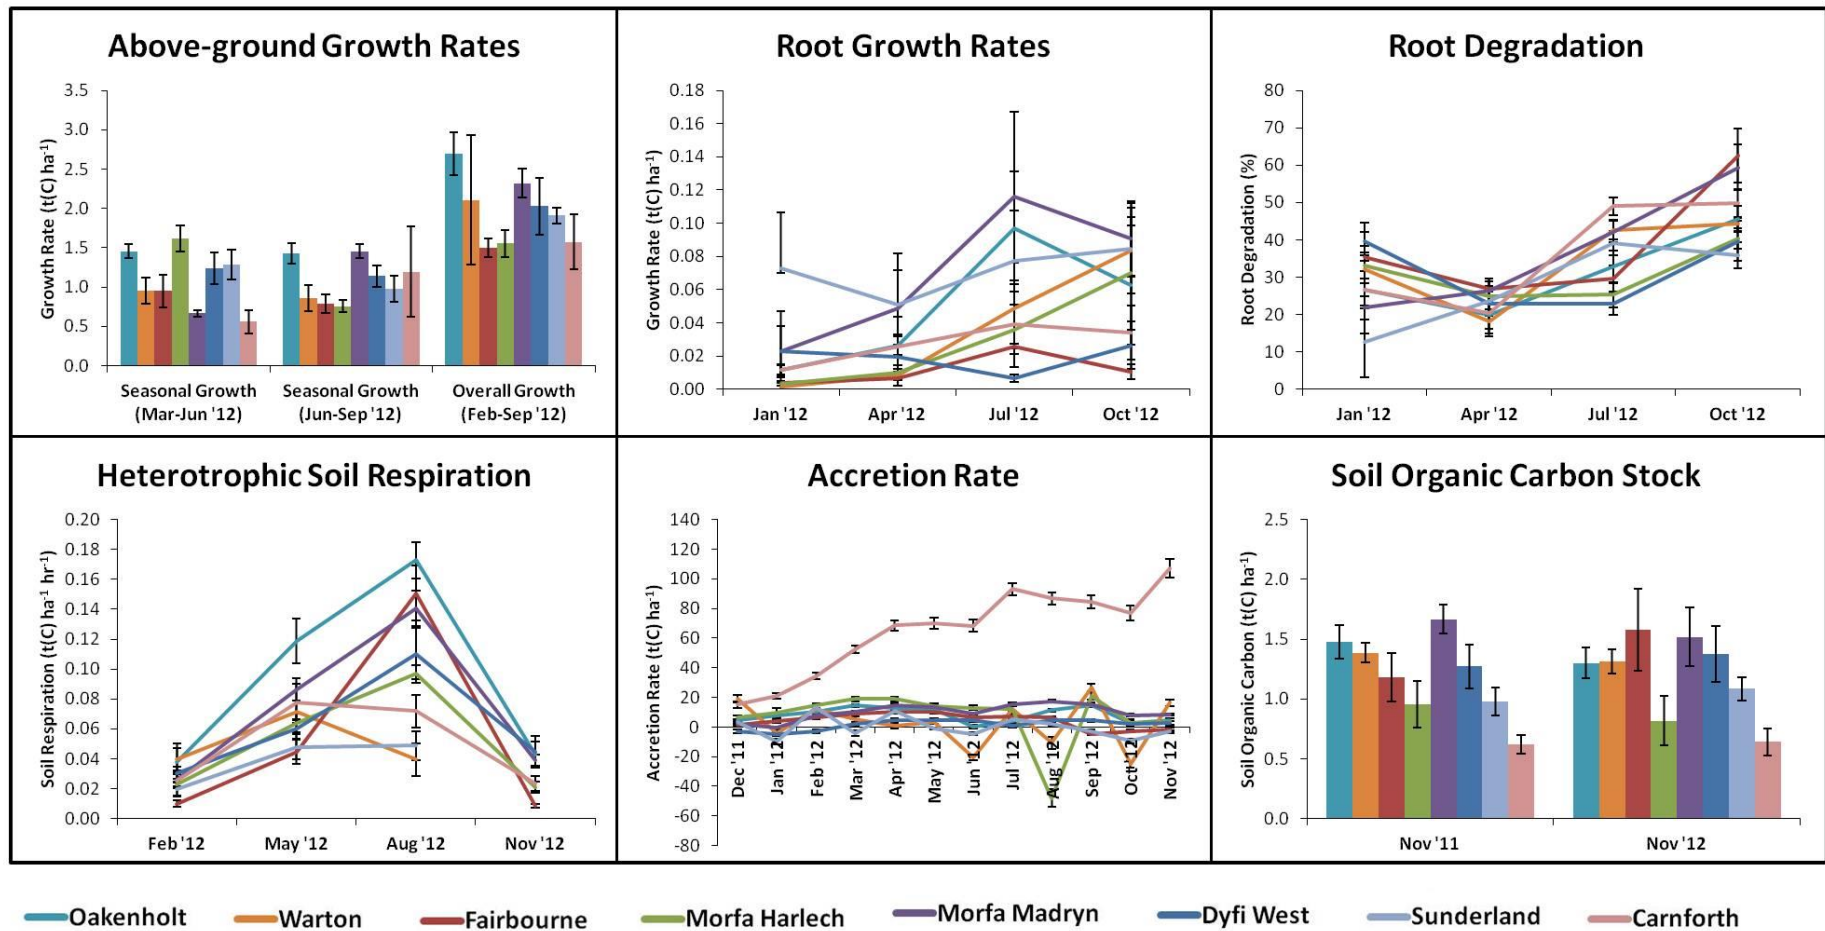 Above-ground Growth Rates
Growth Rate (t(C) ha⁻¹)
3.5
3.0
2.5
2.0
1.5
1.0
0.5
0.0
Seasonal Growth
(Mar-Jun '12)
Seasonal Growth
(Jun-Sep '12)
Overall Growth
(Feb-Sep '12)
Root Growth Rates
Growth Rate (t(C) ha⁻¹)
0.18
0.16
0.14
0.12
0.10
0.08
0.06
0.04
0.02
0.00
Jan '12 Apr '12 Jul '12 Oct '12
Root Degradation
Root Degradation (%)
80
70
60
50
40
30
20
10
0
Jan '12 Apr '12 Jul '12 Oct '12
Heterotrophic Soil Respiration
Soil Respiration (t(C) ha⁻¹ hr⁻¹)
0.20
0.18
0.16
0.14
0.12
0.10
0.08
0.06
0.04
0.02
0.00
Feb '12 May '12 Aug '12 Nov '12
Accretion Rate
Accretion Rate (t(C) ha⁻¹)
140
120
100
80
60
40
20
0
-20
-40
-60
-80
Dec '11
Jan '12
Feb '12
Mar '12
Apr '12
May '12
Jun '12
Jul '12
Aug '12
Sep '12
Oct '12
Nov '12
Soil Organic Carbon Stock
Soil Organic Carbon (t(C) ha⁻¹)
2.5
2.0
1.5
1.0
0.5
0.0
Nov '11 Nov '12
Oakenholt Warton Fairbourne Morfa Harlech Morfa Madryn Dyfi West Sunderland Carnforth